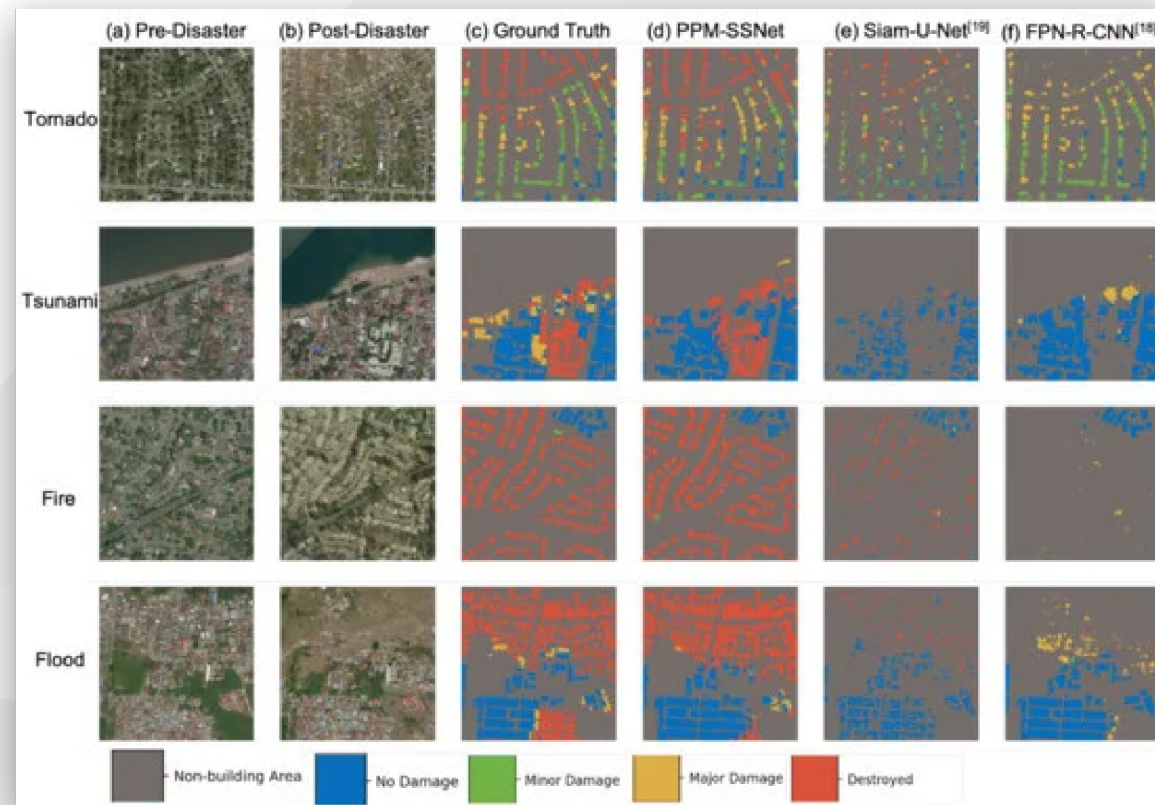 (a) Pre-Disaster (b) Post-Disaster (c) Ground Truth (d) PPM-SSNet (e) Siam-U-Net[19] (f) FPN-R-CNN[18]
Tornado
Tsunami
Fire
Flood
Non-building Area No Damage Minor Damage Major Damage Destroyed